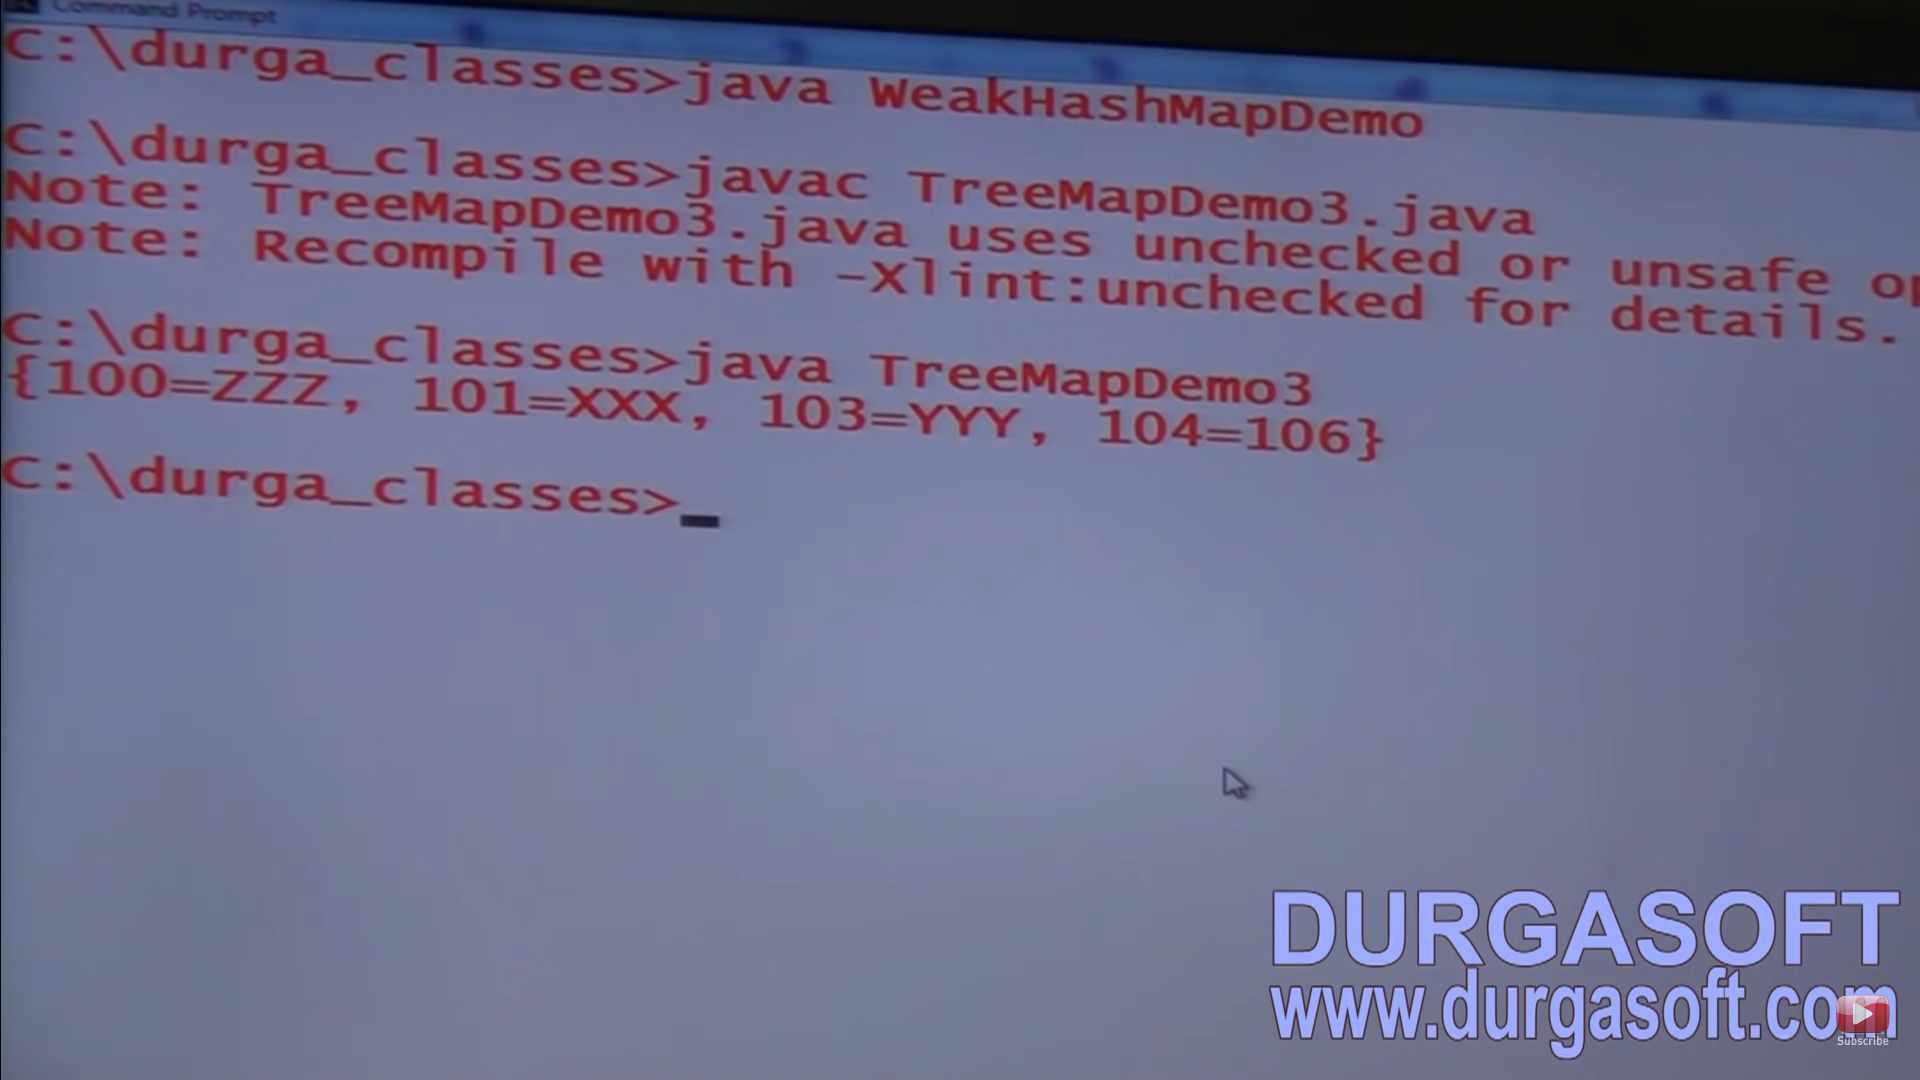 Command Prompt
C:\durga_classes>java WeakHashMapDemo
C:\durga_classes>javac TreeMapDemo3.java
Note: TreeMapDemo3.java uses unchecked or unsafe
Note: Recompile with -Xlint:unchecked for details.
C:\durga_classes>java TreeMapDemo3
{100=ZZZ, 101=XXX, 103=YYY, 104=106}
C:\durga_classes>_
DURGASOFT
www.durgasoft.com
Subscribe